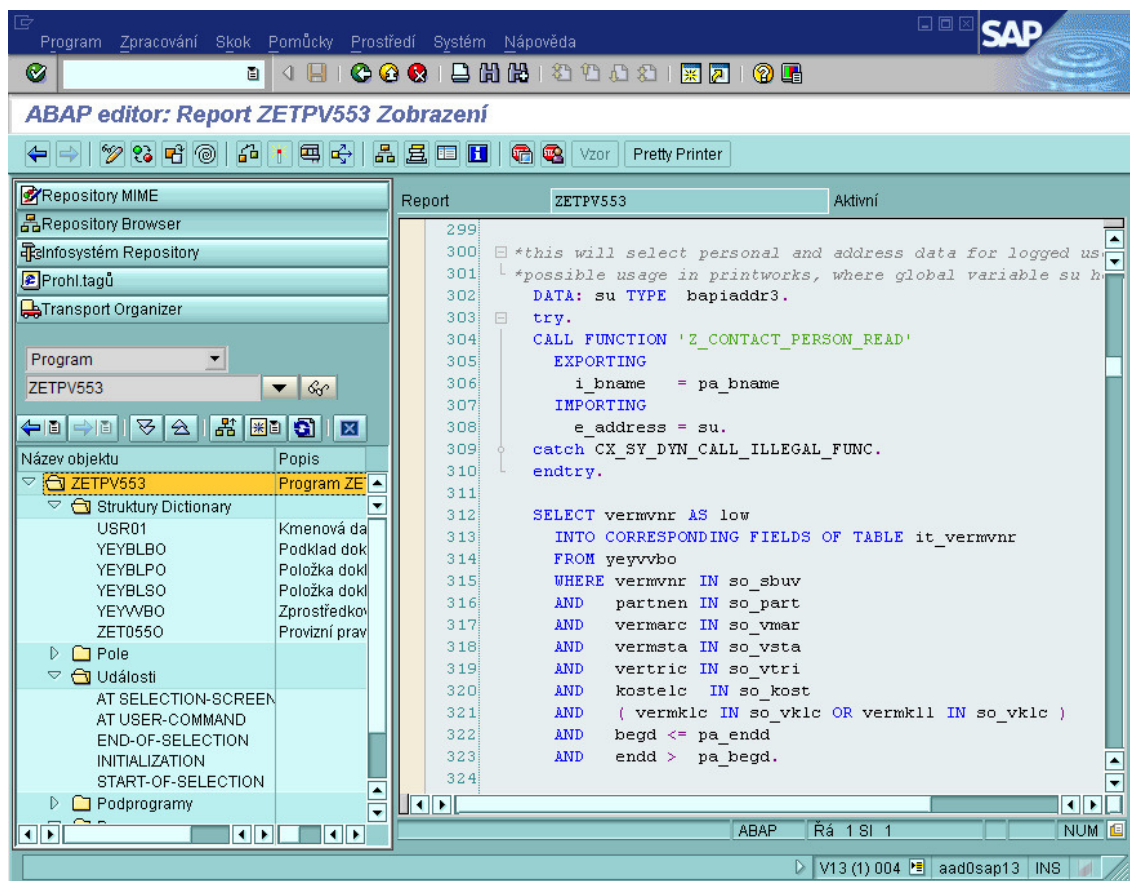 Program Zpracování Skok Pomůcky Prostředí Systém Nápověda
SAP
ABAP editor: Report ZETPV553 Zobrazení
Vzor Pretty Printer
Repository MIME
Repository Browser
Infosystém Repository
Prohl.tagů
Transport Organizer
Program
ZETPV553
Název objektu Popis
ZETPV553 Program ZE
Struktury Dictionary
USR01 Kmenová da
YEYBLBO Podklad dok
YEYBLPO Položka dokl
YEYBLSO Položka dokl
YEYVVBO Zprostředkov
ZET055O Provizní prav
Pole
Události
AT SELECTION-SCREEN
AT USER-COMMAND
END-OF-SELECTION
INITIALIZATION
START-OF-SELECTION
Podprogramy
Report ZETPV553 Aktivní
299
300 *this will select personal and address data for logged us
301 *possible usage in printworks, where global variable su h
302 DATA: su TYPE bapiaddr3.
303 try.
304 CALL FUNCTION 'Z_CONTACT_PERSON_READ'
305 EXPORTING
306 i_bname = pa_bname
307 IMPORTING
308 e_address = su.
309 catch CX_SY_DYN_CALL_ILLEGAL_FUNC.
310 endtry.
311
312 SELECT vermvnr AS low
313 INTO CORRESPONDING FIELDS OF TABLE it_vermvnr
314 FROM yeyvvbo
315 WHERE vermvnr IN so_sbuv
316 AND partnen IN so_part
317 AND vermarc IN so_vmar
318 AND vermsta IN so_vsta
319 AND vertric IN so_vtri
320 AND kostelc IN so_kost
321 AND ( vermklc IN so_vklc OR vermkll IN so_vklc )
322 AND begd <= pa_endd
323 AND endd > pa_begd.
324
ABAP Řá 1 Sl 1 NUM
V13 (1) 004 aad0sap13 INS